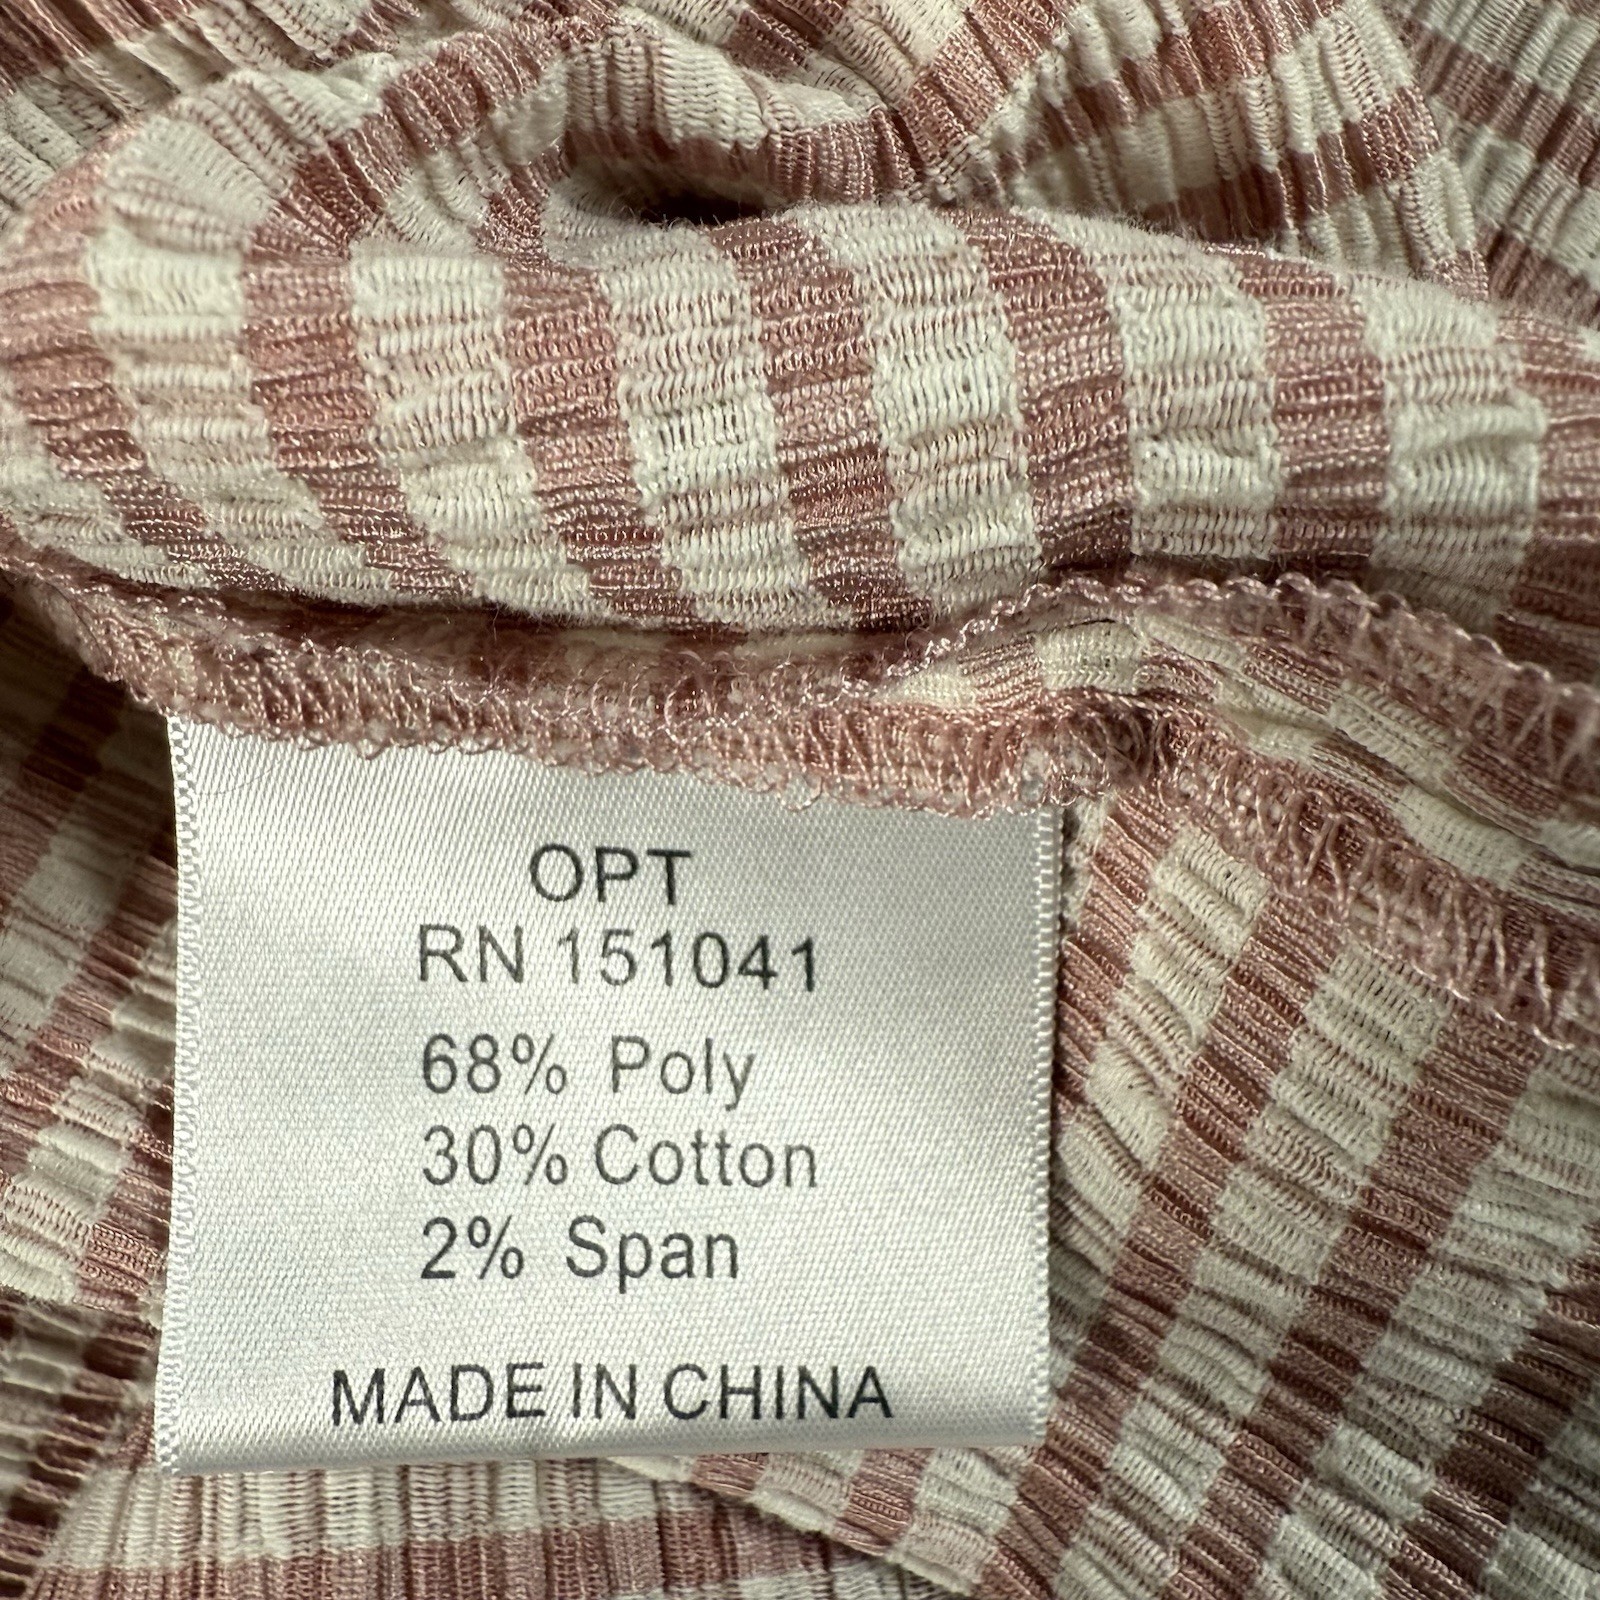 OPT
RN 151041
68% Poly
30% Cotton
2% Span
MADE IN CHINA